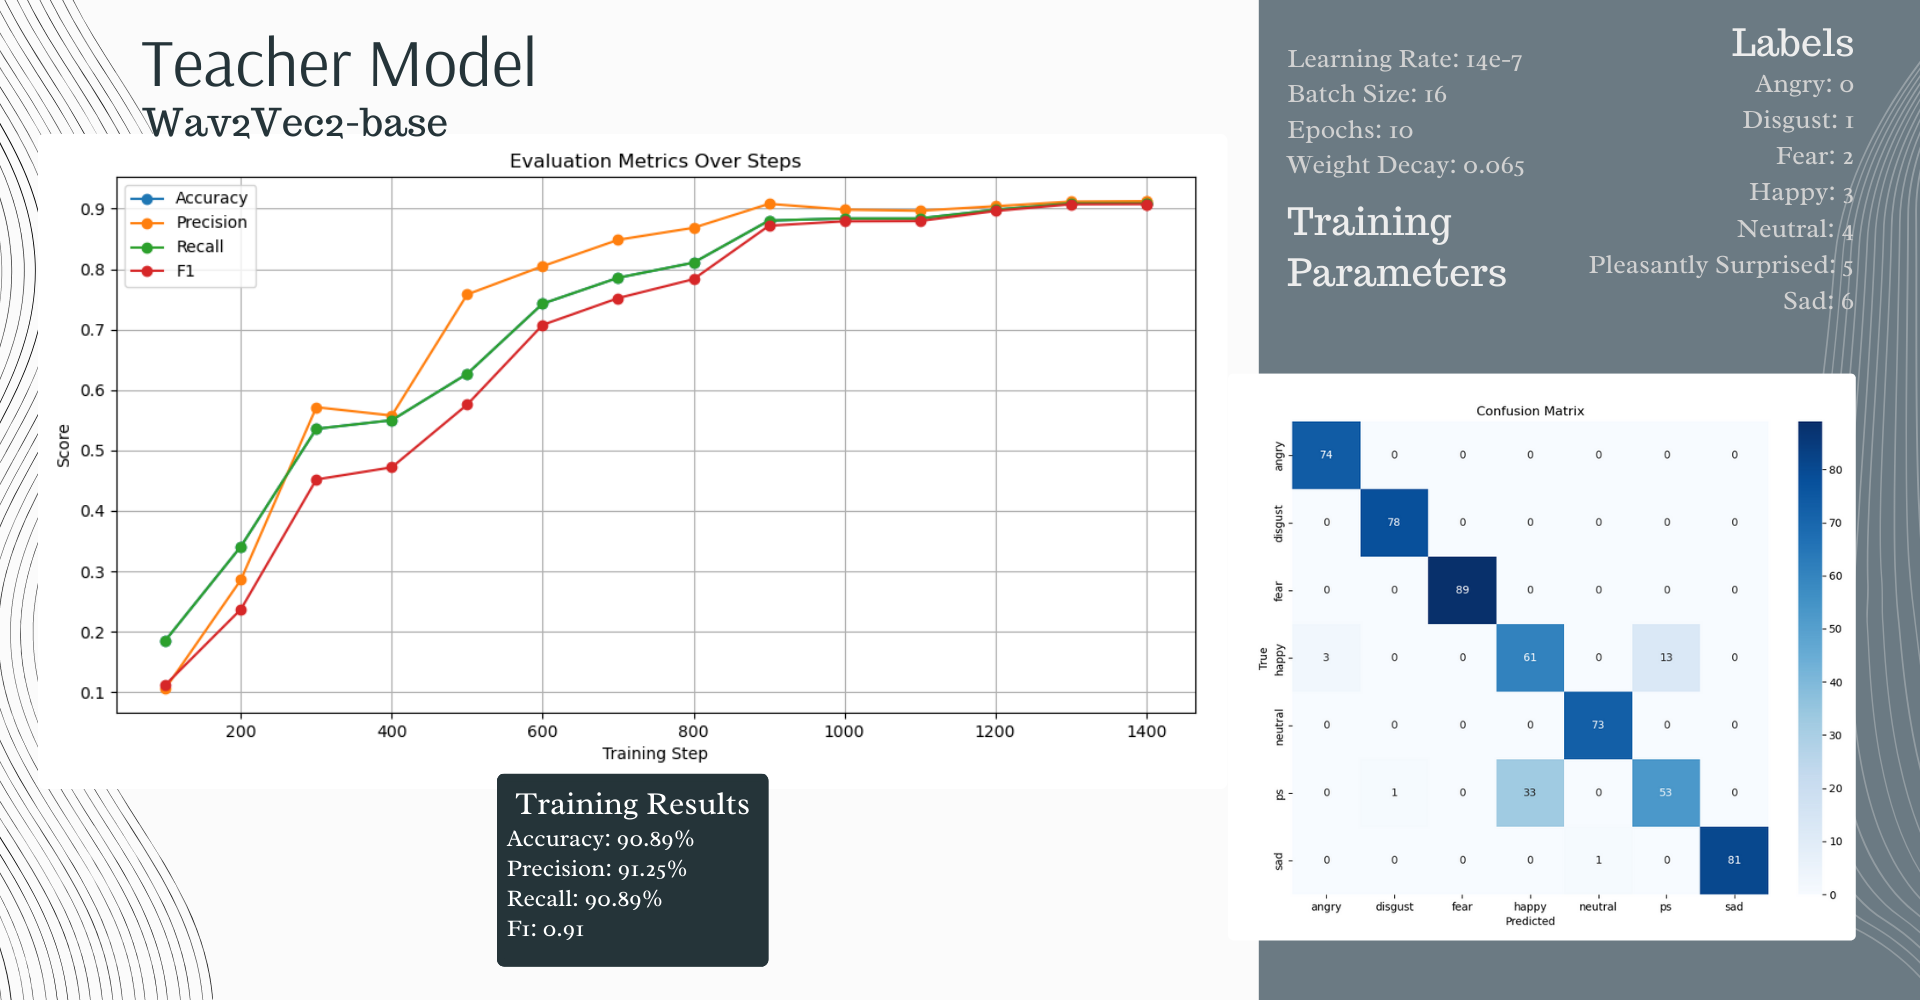 Teacher Model
Wav2Vec2-base
Evaluation Metrics Over Steps
Accuracy
Precision
Recall
F1
Score
0.9
0.8
0.7
0.6
0.5
0.4
0.3
0.2
0.1
200 400 600 800 1000 1200 1400
Training Step
Training Results
Accuracy: 90.89%
Precision: 91.25%
Recall: 90.89%
F1: 0.91
Learning Rate: 14e-7
Batch Size: 16
Epochs: 10
Weight Decay: 0.065
Training
Parameters
Labels
Angry: 0
Disgust: 1
Fear: 2
Happy: 3
Neutral: 4
Pleasantly Surprised: 5
Sad: 6
Confusion Matrix
True
angry 74 0 0 0 0 0 0
disgust 0 78 0 0 0 0 0
fear 0 0 89 0 0 0 0
happy 3 0 0 61 0 13 0
neutral 0 0 0 0 73 0 0
ps 0 1 0 33 0 53 0
sad 0 0 0 0 1 0 81
angry disgust fear happy neutral ps sad
Predicted
80
70
60
50
40
30
20
10
0